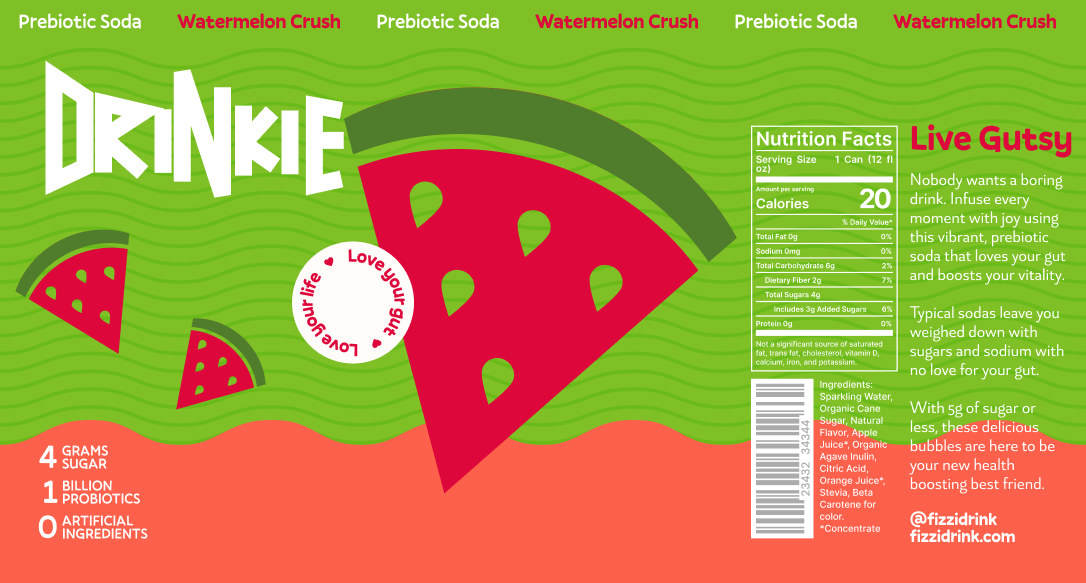 Prebiotic Soda Watermelon Crush Prebiotic Soda Watermelon Crush Prebiotic Soda Watermelon Crush
DRINKIE
Love your gut ♥ Love your life ♥
4 GRAMS
SUGAR
1 BILLION
PROBIOTICS
0 ARTIFICIAL
INGREDIENTS
Nutrition Facts
Serving Size 1 Can (12 fl
oz)
Amount per serving
Calories 20
% Daily Value*
Total Fat 0g 0%
Sodium 0mg 0%
Total Carbohydrate 6g 2%
Dietary Fiber 2g 7%
Total Sugars 4g
Includes 3g Added Sugars 6%
Protein 0g 0%
Not a significant source of saturated
fat, trans fat, cholesterol, vitamin D,
calcium, iron, and potassium.
23432 34344
Ingredients:
Sparkling Water,
Organic Cane
Sugar, Natural
Flavor, Apple
Juice*, Organic
Agave Inulin,
Citric Acid,
Orange Juice*,
Stevia, Beta
Carotene for
color.
*Concentrate
Live Gutsy
Nobody wants a boring
drink. Infuse every
moment with joy using
this vibrant, prebiotic
soda that loves your gut
and boosts your vitality.
Typical sodas leave you
weighed down with
sugars and sodium with
no love for your gut.
With 5g of sugar or
less, these delicious
bubbles are here to be
your new health
boosting best friend.
@fizzidrink
fizzidrink.com